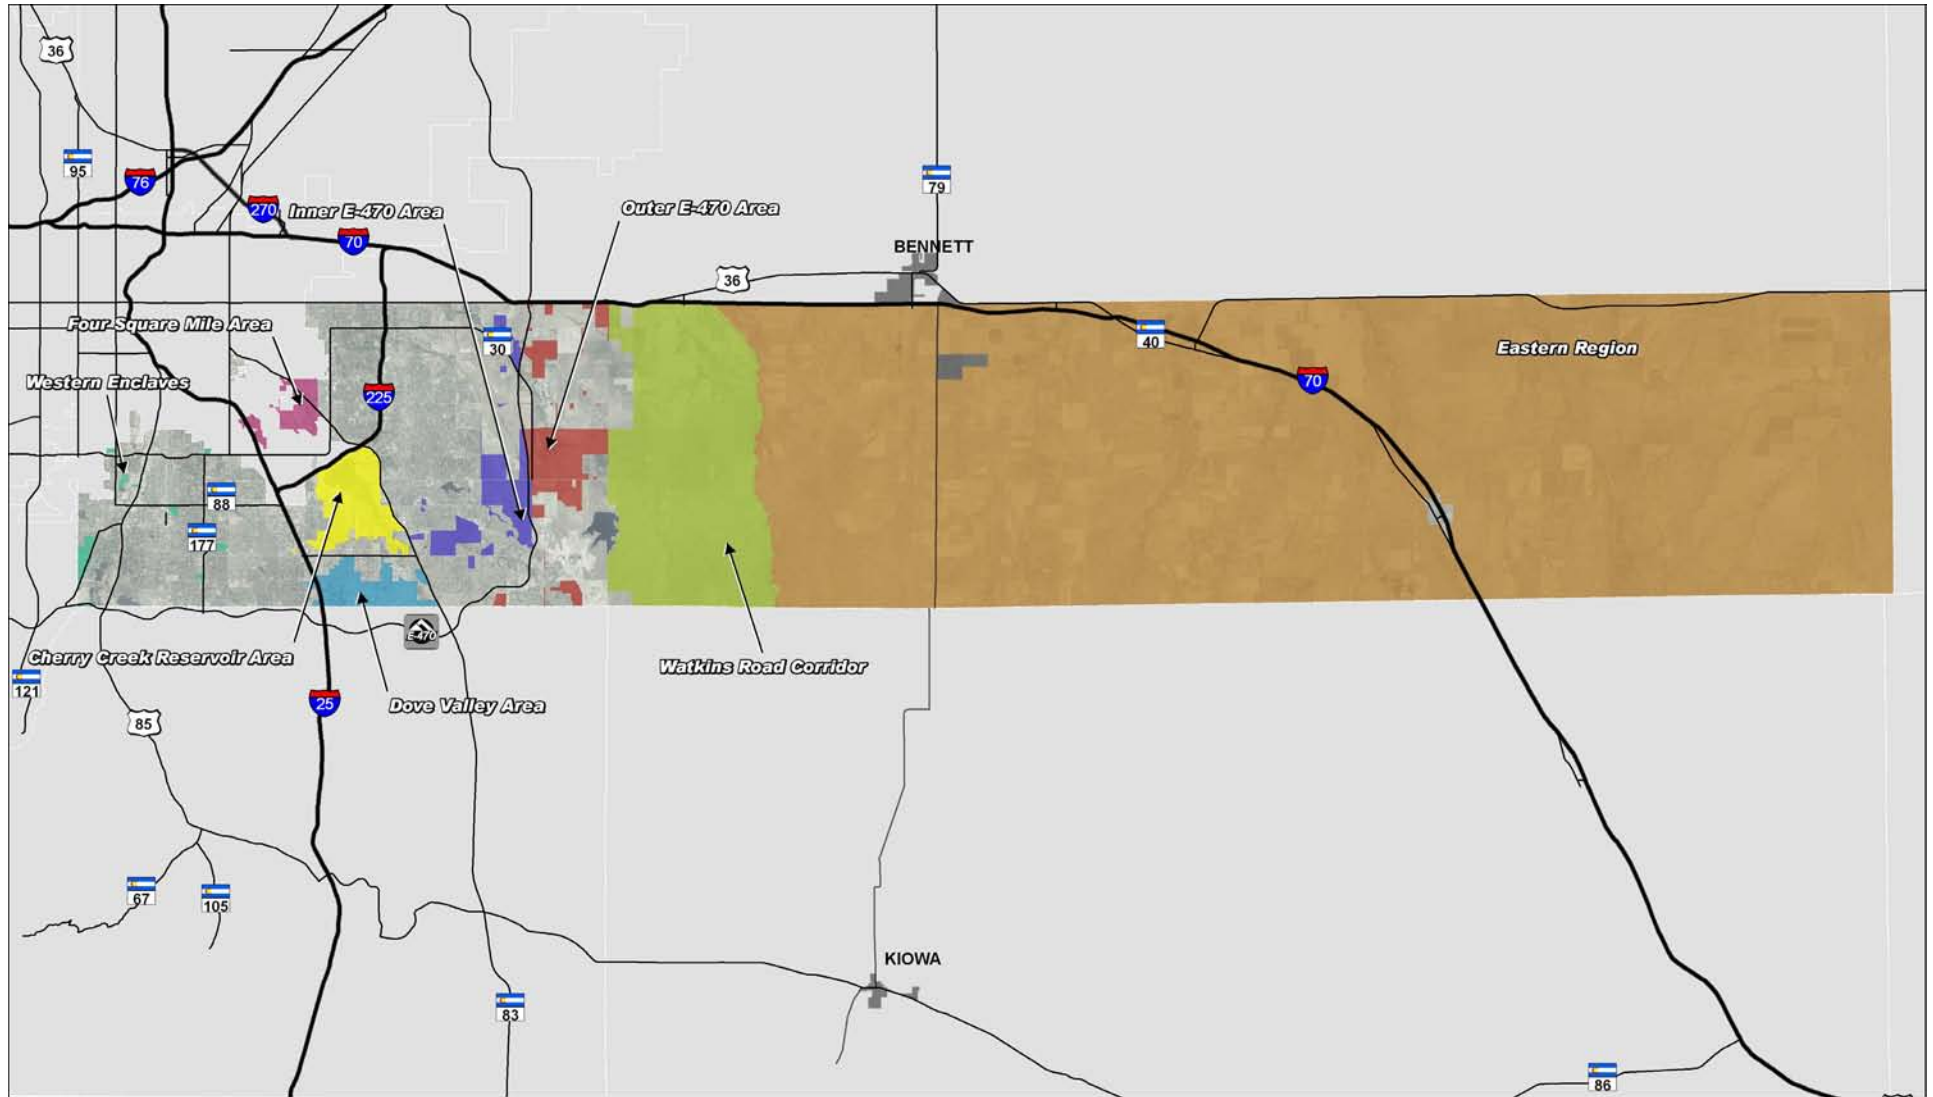 36
95
76
79
270
Inner E-470 Area
Outer E-470 Area
70
BENNETT
36
Four Square Mile Area
30
40
Eastern Region
Western Enclaves
70
225
88
177
E-470
Cherry Creek Reservoir Area
Watkins Road Corridor
121
25
Dove Valley Area
85
67
105
KIOWA
83
86